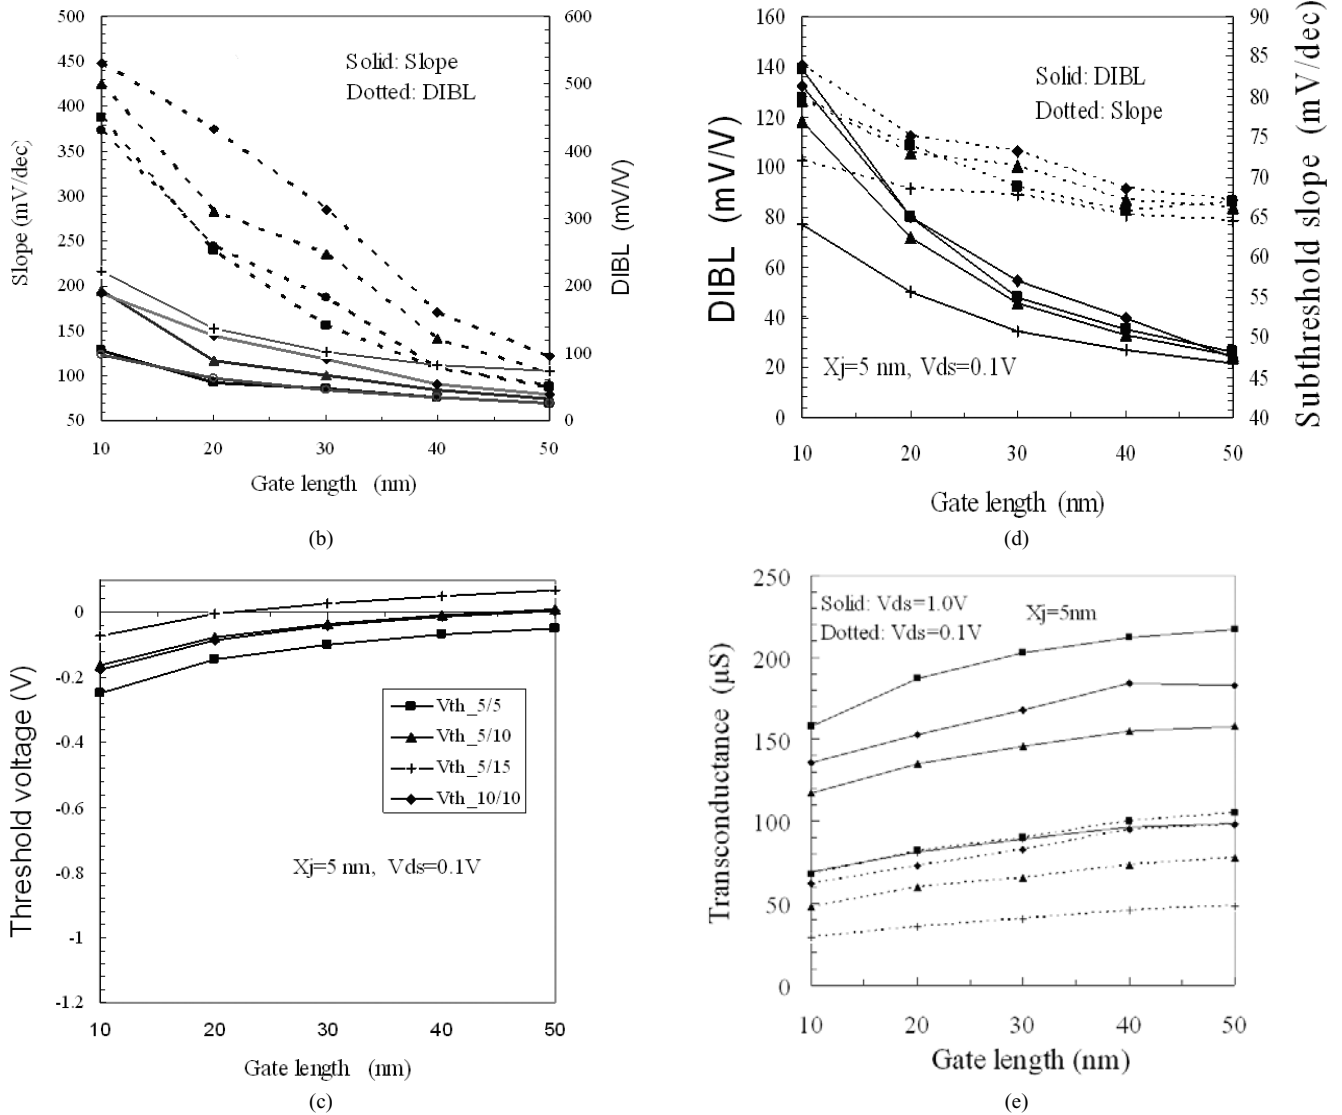 500
450
400
350
300
250
200
150
100
50
Slope (mV/dec)
600
500
400
300
200
100
0
DIBL (mV/V)
Solid: Slope
Dotted: DIBL
10 20 30 40 50
Gate length (nm)
(b)
160
140
120
100
80
60
40
20
0
DIBL (mV/V)
90
85
80
75
70
65
60
55
50
45
40
Subthreshold slope (mV/dec)
Solid: DIBL
Dotted: Slope
Xj=5 nm, Vds=0.1V
10 20 30 40 50
Gate length (nm)
(d)
0
-0.2
-0.4
-0.6
-0.8
-1
-1.2
Threshold voltage (V)
Vth_5/5
Vth_5/10
Vth_5/15
Vth_10/10
Xj=5 nm, Vds=0.1V
10 20 30 40 50
Gate length (nm)
(c)
250
200
150
100
50
0
Transconductance (µS)
Solid: Vds=1.0V
Dotted: Vds=0.1V
Xj=5nm
10 20 30 40 50
Gate length (nm)
(e)